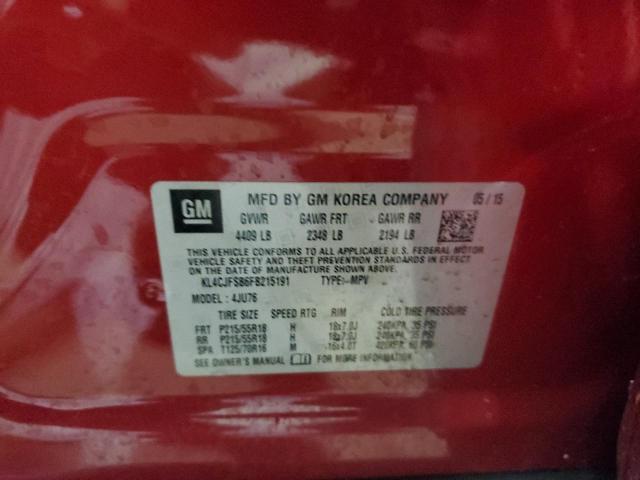 GM MFD BY GM KOREA COMPANY 05/15
GVWR GAWR FRT GAWR RR
4409 LB 2348 LB 2194 LB
THIS VEHICLE CONFORMS TO ALL APPLICABLE U.S. FEDERAL MOTOR
VEHICLE SAFETY AND THEFT PREVENTION STANDARDS IN EFFECT
ON THE DATE OF MANUFACTURE SHOWN ABOVE.
KL4CJFSB6FB215191 TYPE:-MPV
MODEL : 4JU76
TIRE SIZE SPEED RTG RIM COLD TIRE PRESSURE
FRT P215/55R18 H 18x7.0J 240KPA, 35 PSI
RR P215/55R18 H 18x7.0J 240KPA, 35 PSI
SPR T125/70R16 M 16x4.0T 420KPA, 60 PSI
SEE OWNER'S MANUAL FOR MORE INFORMATION